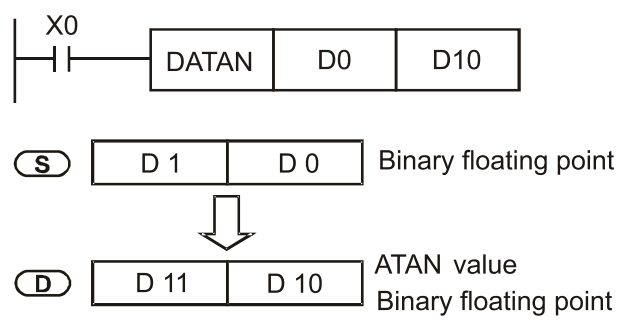 X0
DATAN D0 D10
S D 1 D 0 Binary floating point
ATAN value
D D 11 D 10
Binary floating point